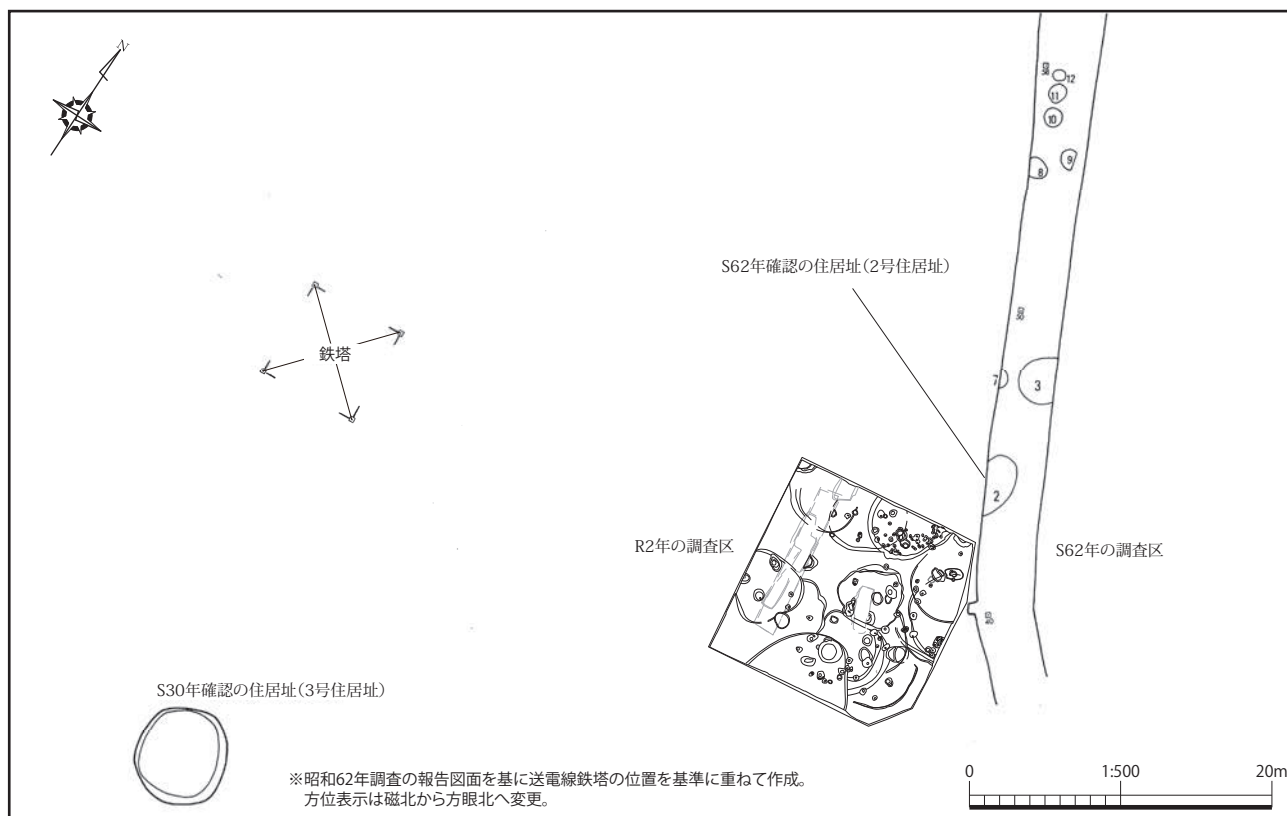 N
12
11
10
9
8
S62年確認の住居址（2号住居址）
鉄塔
7
3
2
R2年の調査区
S62年の調査区
S30年確認の住居址（3号住居址）
※昭和62年調査の報告図面を基に送電線鉄塔の位置を基準に重ねて作成。
方位表示は磁北から方眼北へ変更。
0
1:500
20m